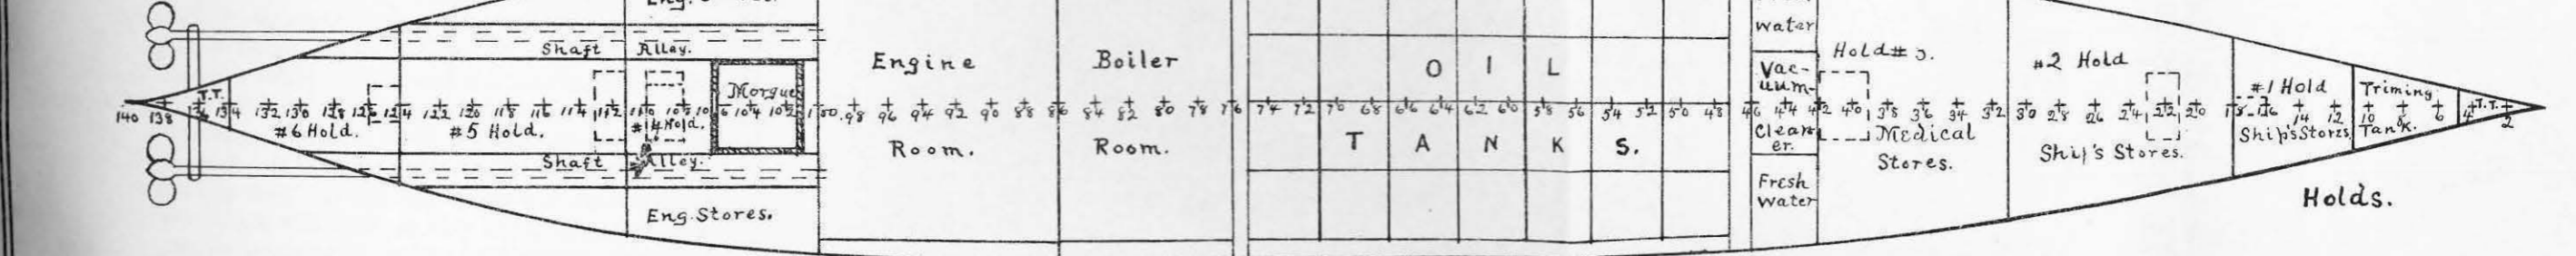 Shaft Alley.
T.T.
#6 Hold.
#5 Hold.
Hold.
Morgue
Shaft Alley.
Eng. Stores.
Engine
Room.
Boiler
Room.
OIL
TANKS.
water
Vac-
uum-
Clean
er.
Fresh
water
Hold #3.
Medical
Stores.
#2 Hold
Ship's Stores.
#1 Hold
Ship's Stores
Triming
Tank.
T.T.
140 138 136 134 132 130 128 126 124 122 120 118 116 114 112 110 108 106 104 102 100. 98 96 94 92 90 88 86 84 82 80 78 76 74 72 70 68 66 64 62 60 58 56 54 52 50 48 46 44 42 40 38 36 34 32 30 28 26 24 22 20 18 16 14 12 10 8 6 4 2
Holds.